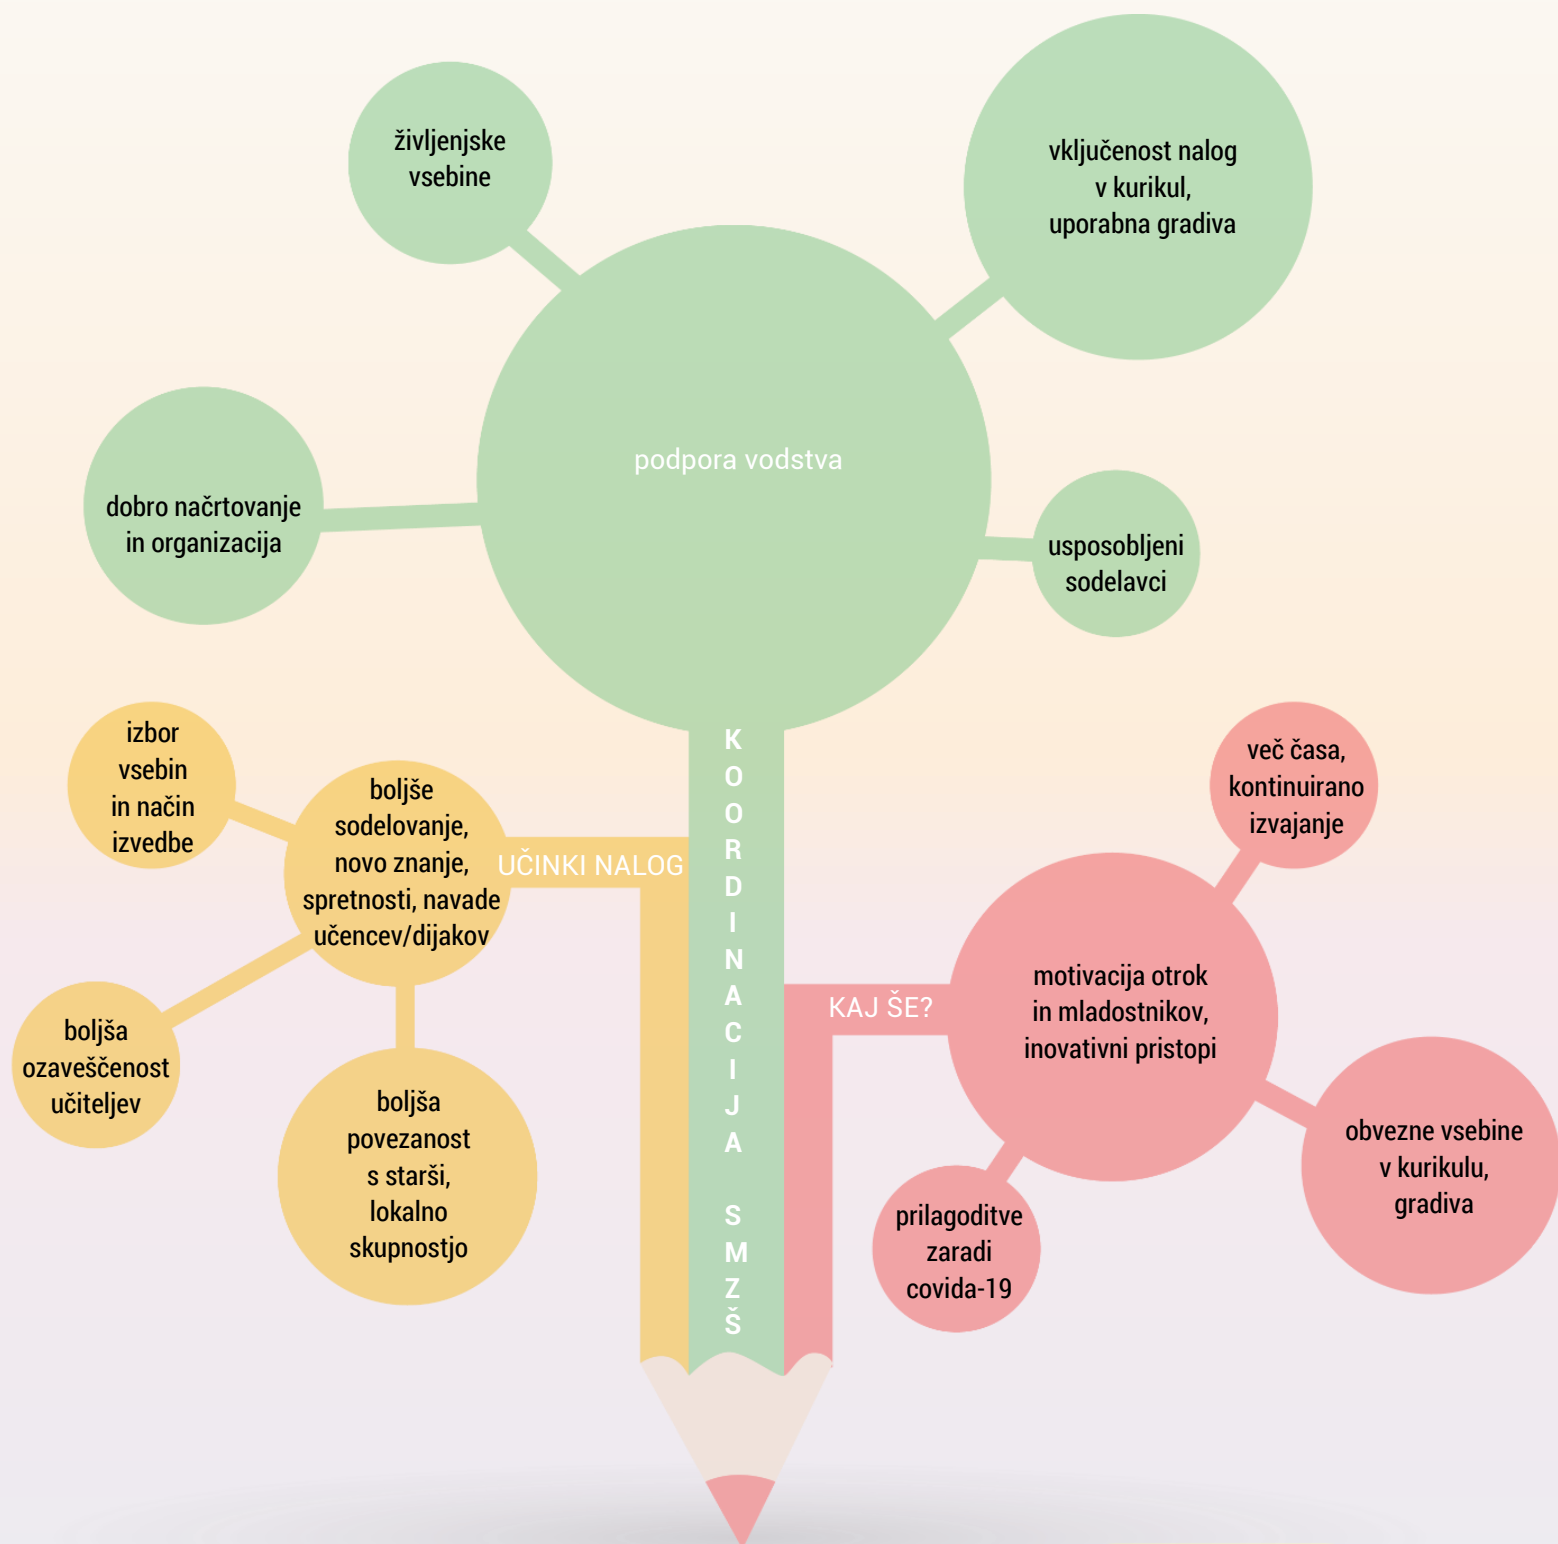 življenjske
vsebine
vključenost nalog
v kurikul,
uporabna gradiva
podpora vodstva
dobro načrtovanje
in organizacija
usposobljeni
sodelavci
K
O
O
R
D
I
N
A
C
I
J
A
S
M
Z
Š
UČINKI NALOG
izbor
vsebin
in način
izvedbe
boljše
sodelovanje,
novo znanje,
spretnosti, navade
učencev/dijakov
boljša
ozaveščenost
učiteljev
boljša
povezanost
s starši,
lokalno
skupnostjo
KAJ ŠE?
več časa,
kontinuirano
izvajanje
motivacija otrok
in mladostnikov,
inovativni pristopi
obvezne vsebine
v kurikulu,
gradiva
prilagoditve
zaradi
covida-19